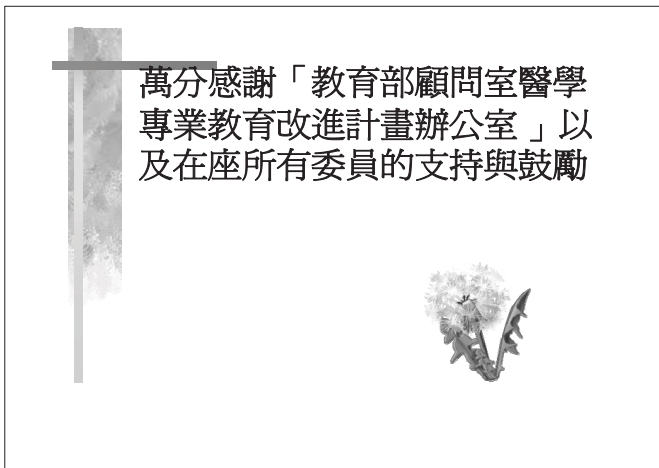 萬分感謝「教育部顧問室醫學
專業教育改進計畫辦公室」以
及在座所有委員的支持與鼓勵